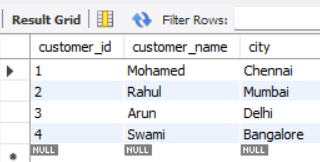 Result Grid Filter Rows:
customer_id customer_name city
1 Mohamed Chennai
2 Rahul Mumbai
3 Arun Delhi
4 Swami Bangalore
NULL NULL NULL